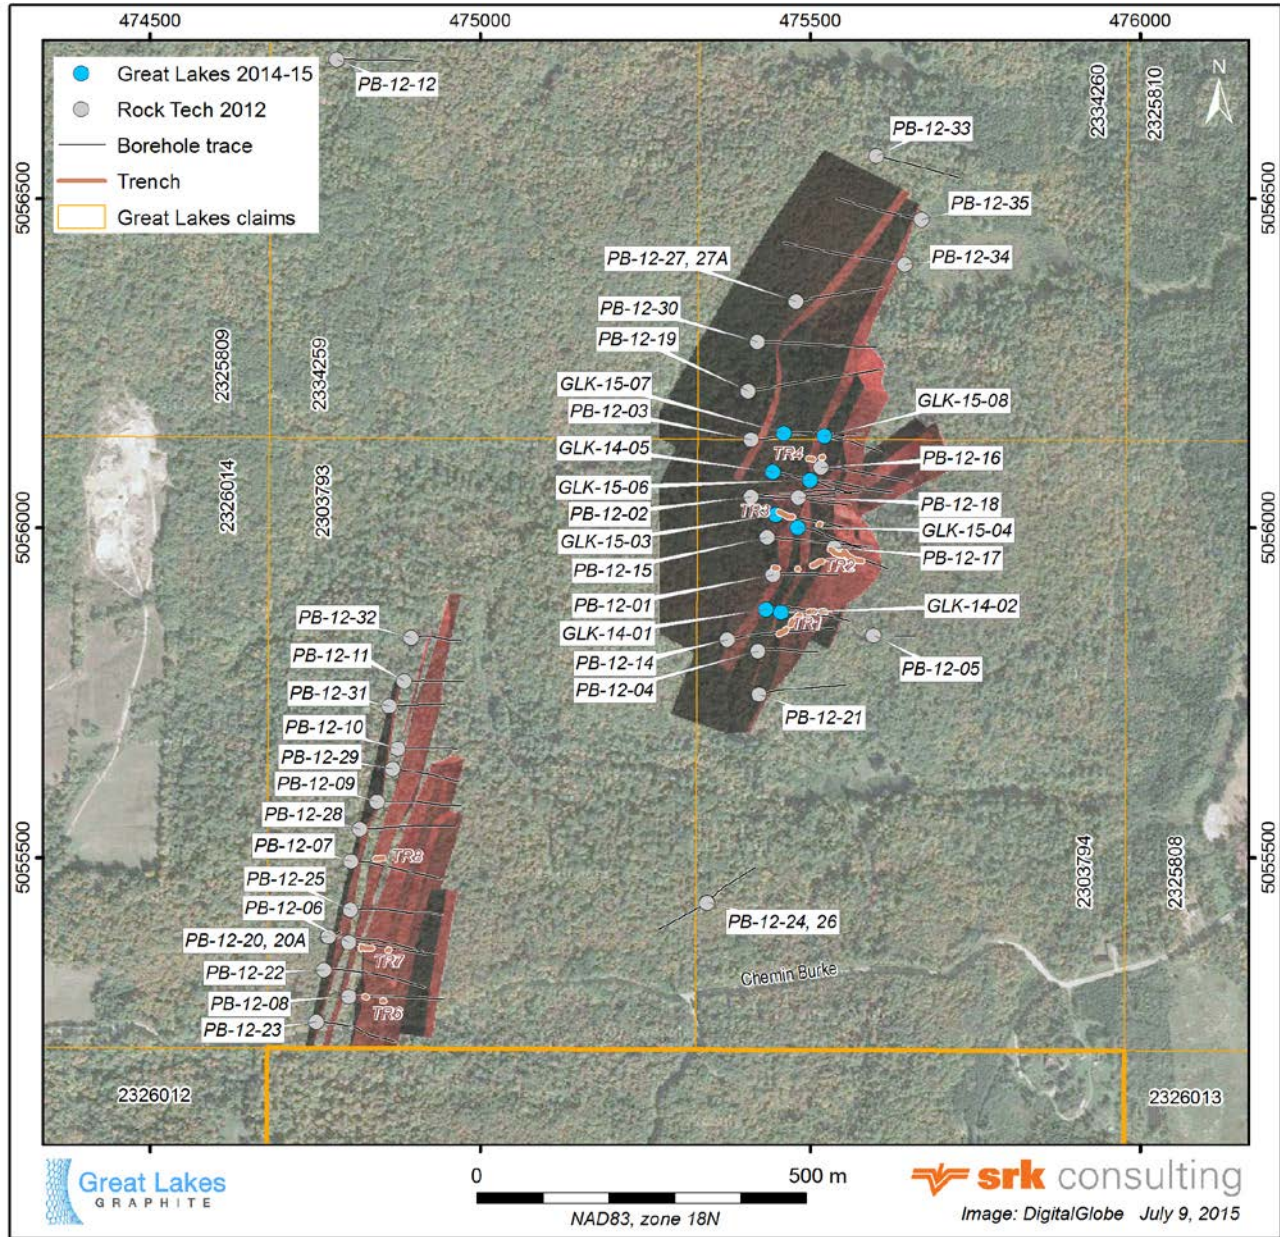 474500 475000 475500 476000
Great Lakes 2014-15
Rock Tech 2012
Borehole trace
Trench
Great Lakes claims
PB-12-12
2334260
2325810
N
PB-12-33
PB-12-35
PB-12-34
PB-12-27, 27A
PB-12-30
PB-12-19
GLK-15-07
PB-12-03
GLK-14-05
GLK-15-06
PB-12-02
GLK-15-03
PB-12-15
PB-12-01
GLK-14-01
PB-12-14
PB-12-04
GLK-15-08
PB-12-16
PB-12-18
GLK-15-04
PB-12-17
GLK-14-02
PB-12-05
PB-12-21
TR4
TR3
TR2
TR1
5056500
5056500
5056000
5056000
5055500
5055500
2325809
2334259
2326014
2303793
PB-12-32
PB-12-11
PB-12-31
PB-12-10
PB-12-29
PB-12-09
PB-12-28
PB-12-07
PB-12-25
PB-12-06
PB-12-20, 20A
PB-12-22
PB-12-08
PB-12-23
TR8
TR7
TR6
PB-12-24, 26
2303794
2325808
Chemin Burke
2326012
2326013
Great Lakes
GRAPHITE
0 500 m
NAD83, zone 18N
srk consulting
Image: DigitalGlobe July 9, 2015